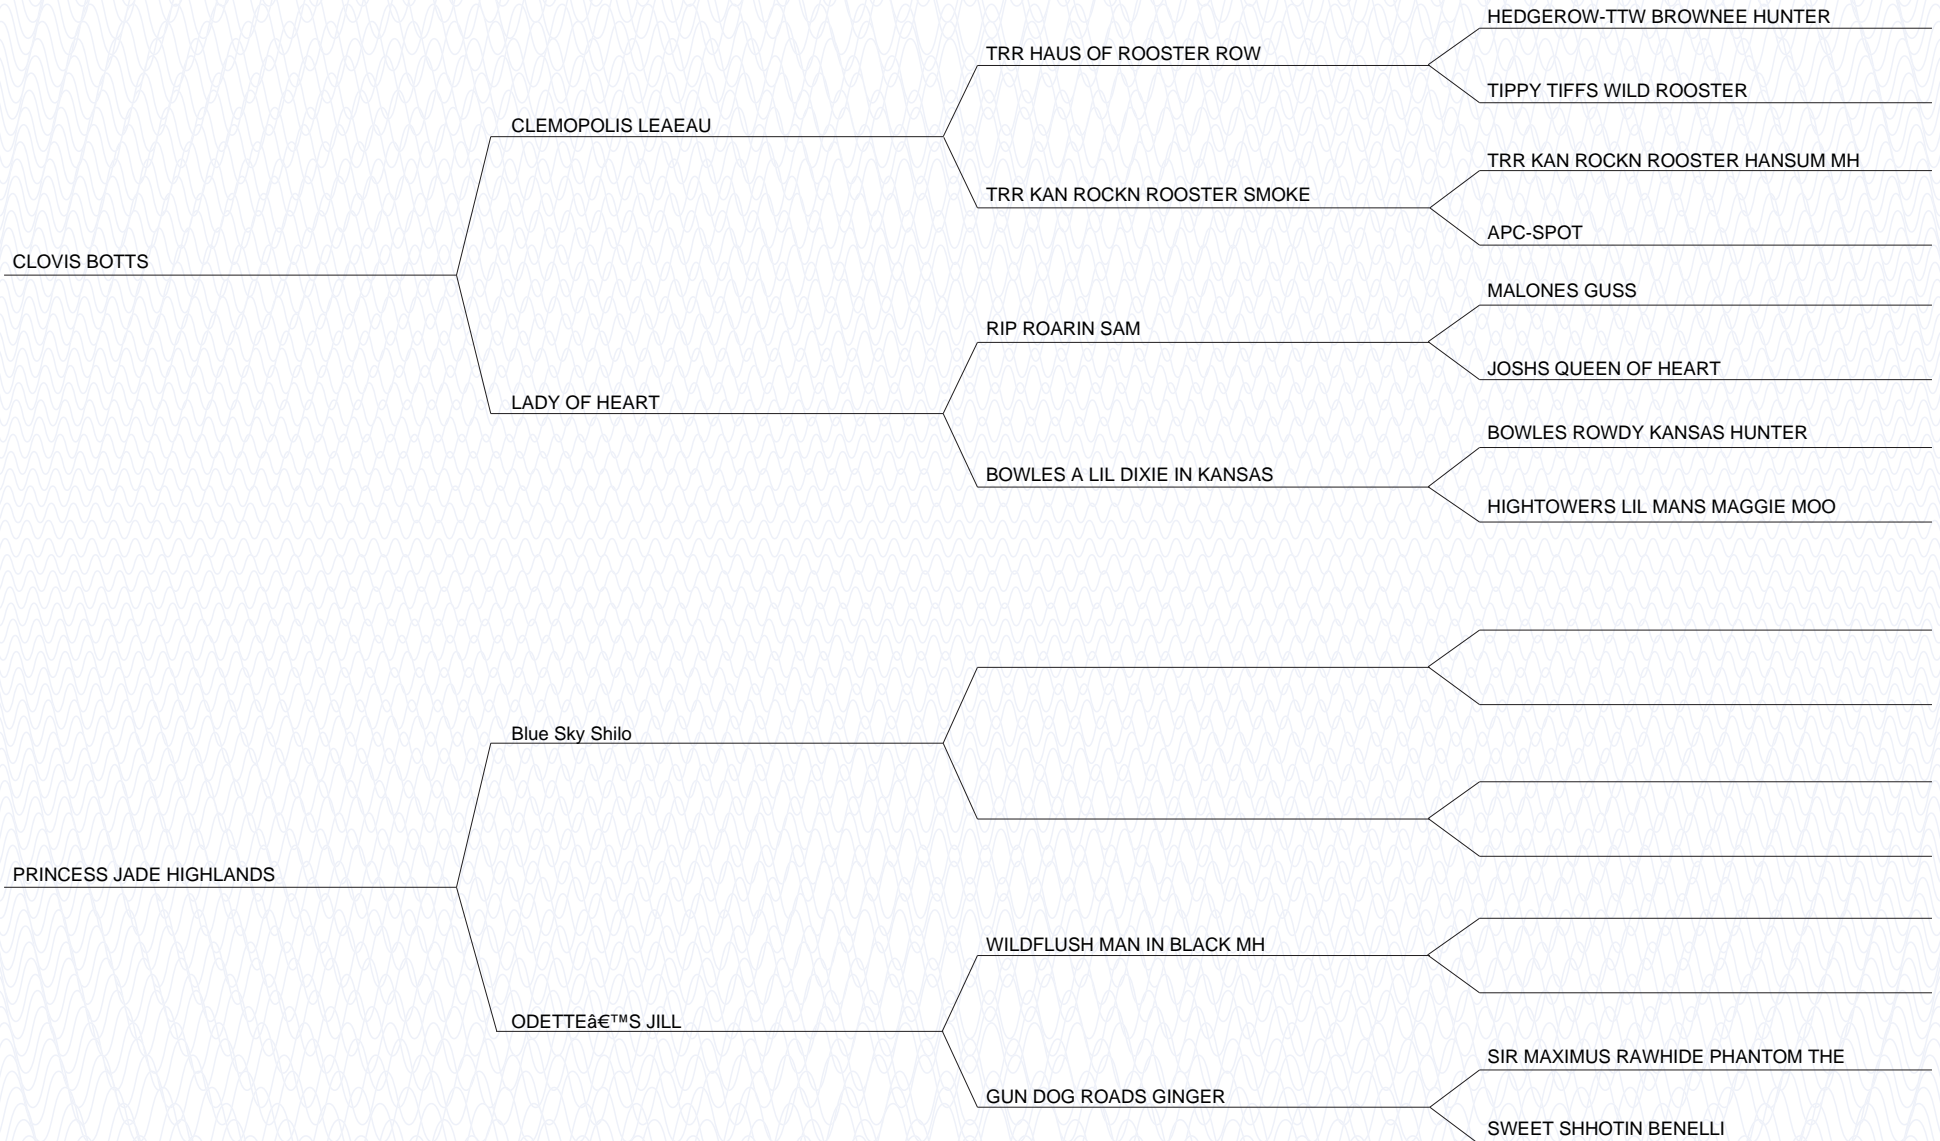 HEDGEROW-TTW BROWNEE HUNTER
TRR HAUS OF ROOSTER ROW
TIPPY TIFFS WILD ROOSTER
CLEMOPOLIS LEAEAU
TRR KAN ROCKN ROOSTER HANSUM MH
TRR KAN ROCKN ROOSTER SMOKE
APC-SPOT
CLOVIS BOTTS
MALONES GUSS
RIP ROARIN SAM
JOSHS QUEEN OF HEART
LADY OF HEART
BOWLES ROWDY KANSAS HUNTER
BOWLES A LIL DIXIE IN KANSAS
HIGHTOWERS LIL MANS MAGGIE MOO
Blue Sky Shilo
PRINCESS JADE HIGHLANDS
WILDFLUSH MAN IN BLACK MH
ODETTEâ€™S JILL
SIR MAXIMUS RAWHIDE PHANTOM THE
GUN DOG ROADS GINGER
SWEET SHHOTIN BENELLI